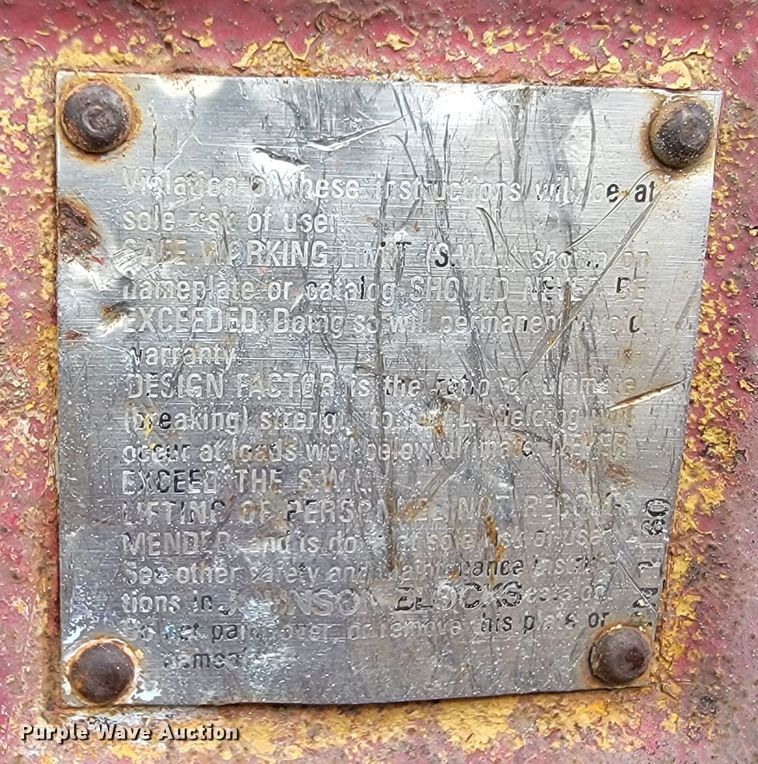 Violation of these instructions will be at
sole risk of user
SAFE WORKING LIMIT (S.W.L.) shown on
nameplate or catalog SHOULD NEVER BE
EXCEEDED. Doing so will permanently void
warranty.
DESIGN FACTOR is the ratio of ultimate
(breaking) strength to S.W.L. Yielding will
occur at loads well below ultimate. NEVER
EXCEED THE S.W.L.
LIFTING OF PERSONNEL NOT RECOM-
MENDED and is done at sole risk of user
See other safety and maintenance instruc-
tions in JOHNSON BLOCKS
Do not paint over or remove this plate or
Purple Wave Auction